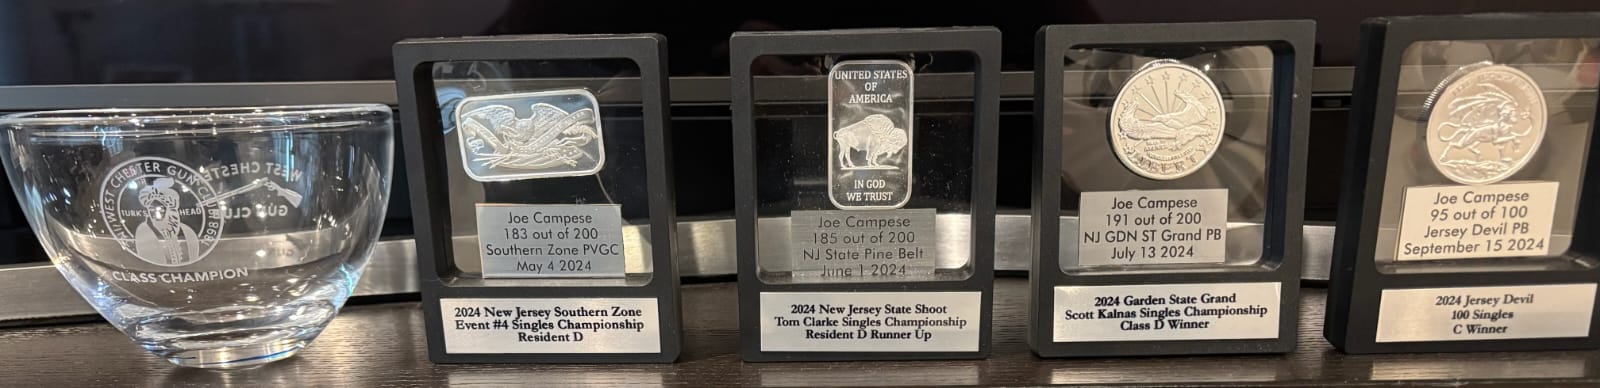 WEST CHESTER GUN CLUB
TURK'S HEAD
CLASS CHAMPION
Joe Campese
183 out of 200
Southern Zone PVGC
May 4 2024
2024 New Jersey Southern Zone
Event #4 Singles Championship
Resident D
UNITED STATES
OF
AMERICA
IN GOD
WE TRUST
Joe Campese
185 out of 200
NJ State Pine Belt
June 1 2024
2024 New Jersey State Shoot
Tom Clarke Singles Championship
Resident D Runner Up
LIBERTY
Joe Campese
191 out of 200
NJ GDN ST Grand PB
July 13 2024
2024 Garden State Grand
Scott Kalnas Singles Championship
Class D Winner
Joe Campese
95 out of 100
Jersey Devil PB
September 15 2024
2024 Jersey Devil
100 Singles
C Winner